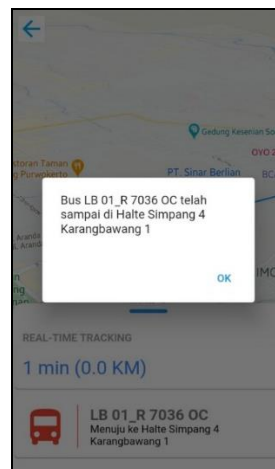 Gedung Kesenian So
OYO 2
storan Taman
g Purwokerto
PT. Sinar Berlian
BC
Bus LB 01_R 7036 OC telah
sampai di Halte Simpang 4
Karangbawang 1
OK
REAL-TIME TRACKING
1 min (0.0 KM)
LB 01_R 7036 OC
Menuju ke Halte Simpang 4
Karangbawang 1